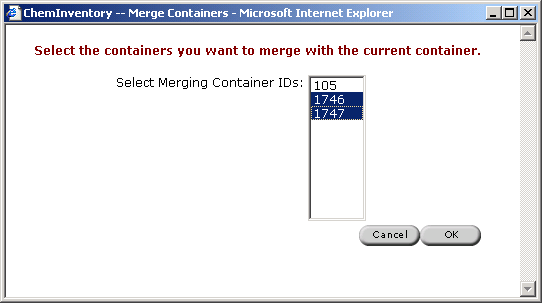 ChemInventory -- Merge Containers - Microsoft Internet Explorer
Select the containers you want to merge with the current container.
Select Merging Container IDs:
105
1746
1747
Cancel OK